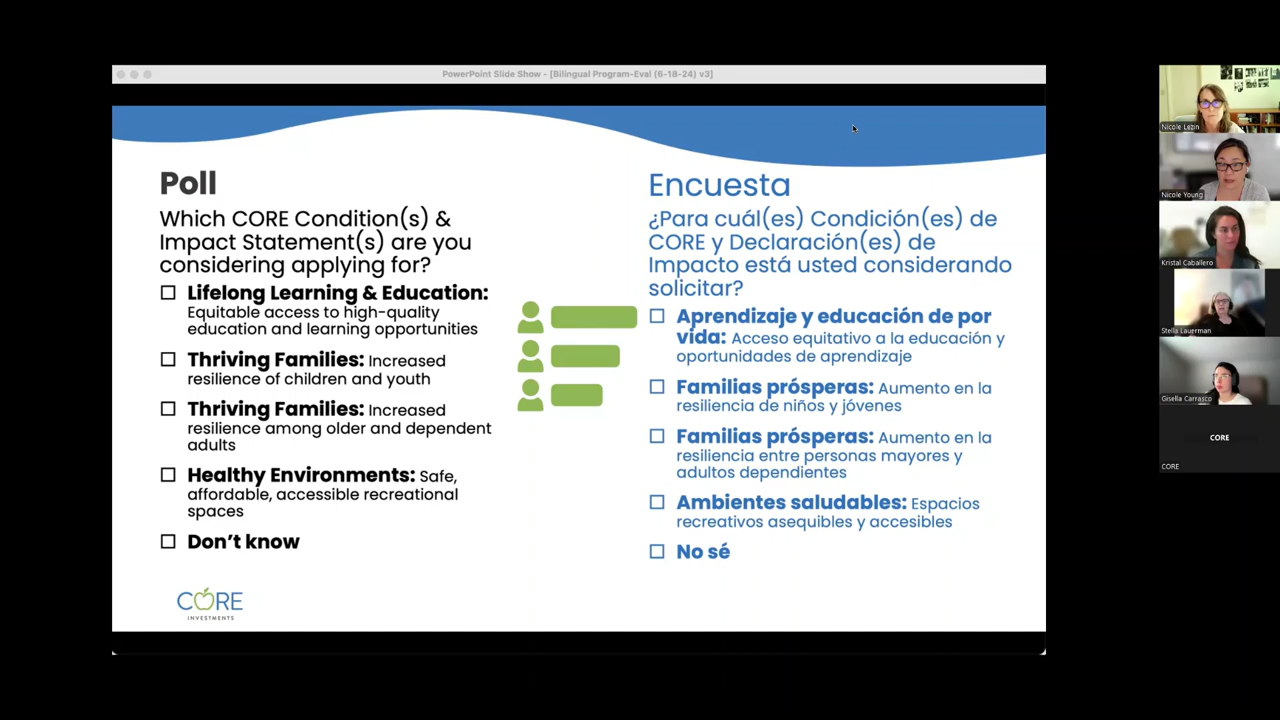 PowerPoint Slide Show - [Bilingual Program-Eval (6-18-24) v3]
Poll
Which CORE Condition(s) &
Impact Statement(s) are you
considering applying for?
Lifelong Learning & Education:
Equitable access to high-quality
education and learning opportunities
Thriving Families: Increased
resilience of children and youth
Thriving Families: Increased
resilience among older and dependent
adults
Healthy Environments: Safe,
affordable, accessible recreational
spaces
Don't know
CORE
INVESTMENTS
Encuesta
¿Para cuál(es) Condición(es) de
CORE y Declaración(es) de
Impacto está usted considerando
solicitar?
Aprendizaje y educación de por
vida: Acceso equitativo a la educación y
oportunidades de aprendizaje
Familias prósperas: Aumento en la
resiliencia de niños y jóvenes
Familias prósperas: Aumento en la
resiliencia entre personas mayores y
adultos dependientes
Ambientes saludables: Espacios
recreativos asequibles y accesibles
No sé
Nicole Lezin
Nicole Young
Kristal Caballero
Stella Lauerman
Gisella Carrasco
CORE
CORE